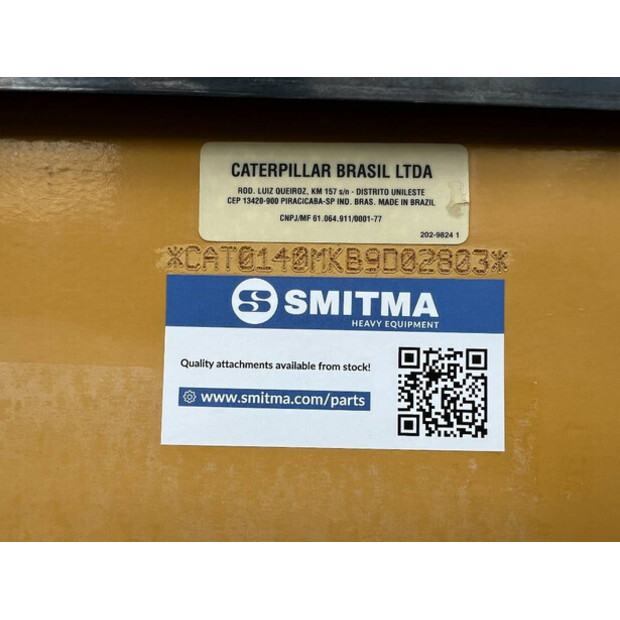 CATERPILLAR BRASIL LTDA
ROD. LUIZ QUEIROZ, KM 157 s/n - DISTRITO UNILESTE
CEP 13420-900 PIRACICABA-SP IND. BRAS. MADE IN BRAZIL
CNPJ/MF 61.064.911/0001-77
202-9824 1
*CAT0140MKB9D02803*
SMITMA
HEAVY EQUIPMENT
Quality attachments available from stock!
www.smitma.com/parts